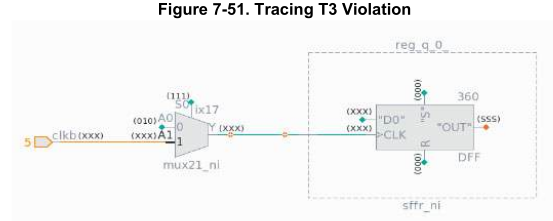 Figure 7-51. Tracing T3 Violation
reg_q_0_
(111)
S0 ix17
(010) A0 0
5 clkb (XXX) (XXX) A1 1
Y (XXX)
mux21_ni
(000)
360
(XXX) "D0" "S" "OUT" (SSS)
(XXX) CLK R
DFF
(000)
sffr_ni